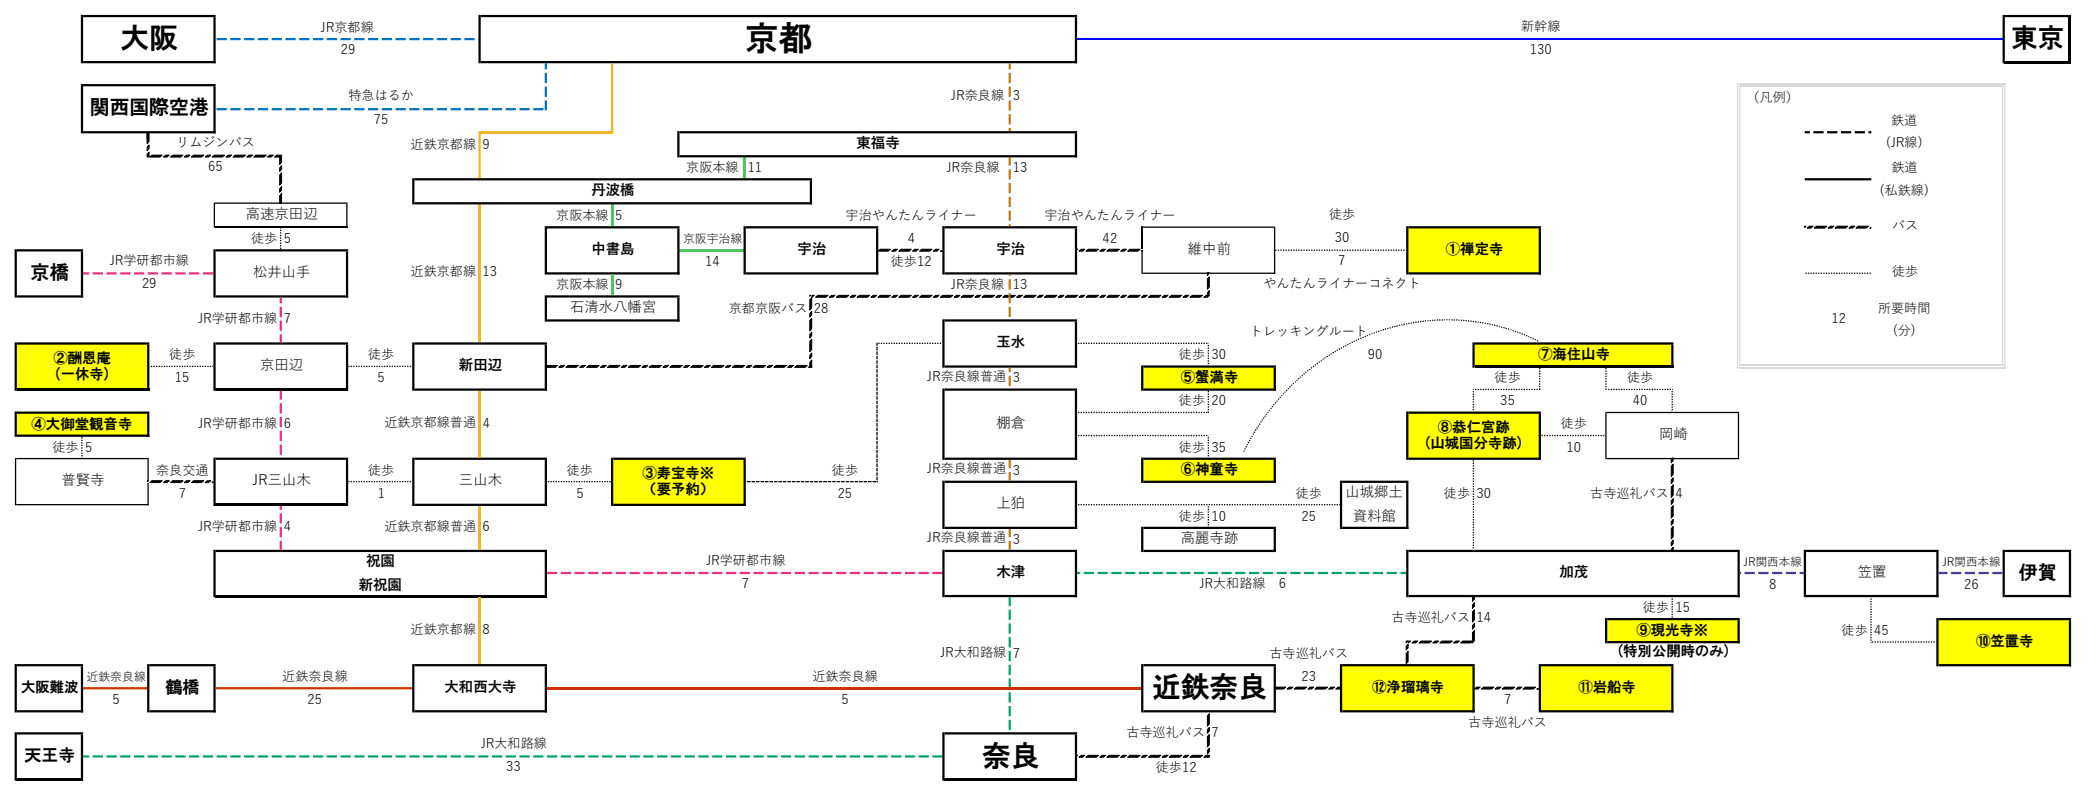 大阪
JR京都線
29
京都
新幹線
130
東京
関西国際空港
特急はるか
75
JR奈良線 3
(凡例)
鉄道
(JR線)
鉄道
(私鉄線)
バス
徒歩
12
所要時間
(分)
リムジンバス
65
近鉄京都線 9
東福寺
京阪本線 11
JR奈良線 13
丹波橋
高速京田辺
徒歩 5
京阪本線 5
宇治やんたんライナー
4
徒歩12
宇治やんたんライナー
42
徒歩
30
7
やんたんライナーコネクト
京橋
JR学研都市線
29
松井山手
近鉄京都線 13
中書島
京阪宇治線
14
宇治
宇治
維中前
①禅定寺
京阪本線 9
石清水八幡宮
京都京阪バス 28
JR奈良線 13
JR学研都市線 7
②酬恩庵
(一休寺)
徒歩
15
京田辺
徒歩
5
新田辺
玉水
徒歩 30
⑤蟹満寺
トレッキングルート
90
⑦海住山寺
JR奈良線普通 3
徒歩 20
徒歩
35
徒歩
40
④大御堂観音寺
徒歩 5
JR学研都市線 6
近鉄京都線普通 4
棚倉
徒歩 35
⑥神童寺
⑧恭仁宮跡
(山城国分寺跡)
徒歩
10
岡崎
普賢寺
奈良交通
7
JR三山木
徒歩
1
三山木
徒歩
5
③寿宝寺※
(要予約)
徒歩
25
JR奈良線普通 3
上狛
徒歩 10
高麗寺跡
徒歩
25
山城郷土
資料館
徒歩 30
古寺巡礼バス 4
JR学研都市線 4
近鉄京都線普通 6
JR奈良線普通 3
祝園
新祝園
JR学研都市線
7
木津
JR大和路線 6
加茂
JR関西本線
8
笠置
JR関西本線
26
伊賀
近鉄京都線 8
JR大和路線 7
古寺巡礼バス 14
徒歩 15
⑨現光寺※
(特別公開時のみ)
徒歩 45
⑩笠置寺
大阪難波
近鉄奈良線
5
鶴橋
近鉄奈良線
25
大和西大寺
近鉄奈良線
5
近鉄奈良
古寺巡礼バス
23
⑫浄瑠璃寺
7
古寺巡礼バス
⑪岩船寺
天王寺
JR大和路線
33
奈良
古寺巡礼バス 7
徒歩12